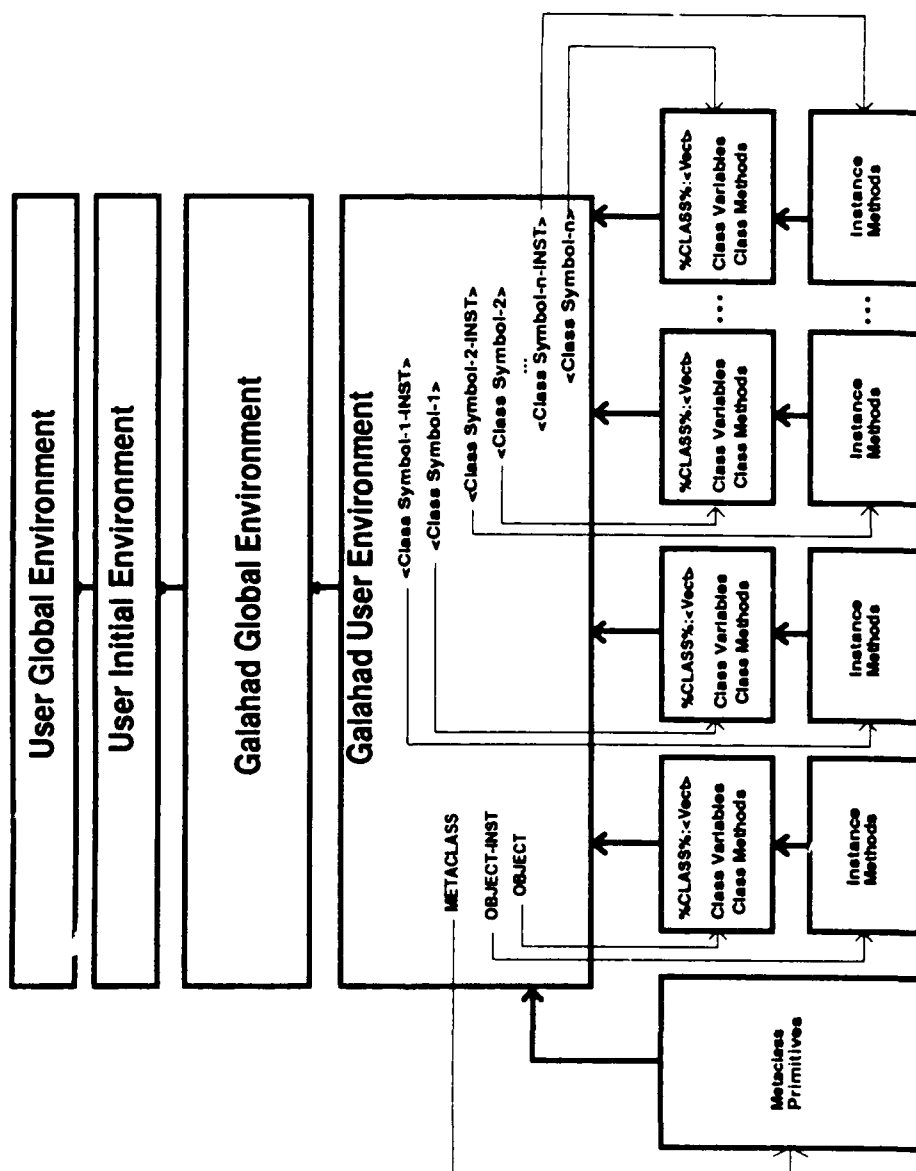 User Global Environment
User Initial Environment
Galahad Global Environment
Galahad User Environment
METACLASS
OBJECT-INST
OBJECT
<Class Symbol-1-INST>
<Class Symbol-1>
<Class Symbol-2-INST>
<Class Symbol-2>
...
<Class Symbol-n-INST>
<Class Symbol-n>
Metaclass
Primitives
%CLASS%:<Vect>
Class Variables
Class Methods
%CLASS%:<Vect>
Class Variables
Class Methods
%CLASS%:<Vect>
Class Variables
Class Methods
...
%CLASS%:<Vect>
Class Variables
Class Methods
Instance
Methods
Instance
Methods
Instance
Methods
...
Instance
Methods